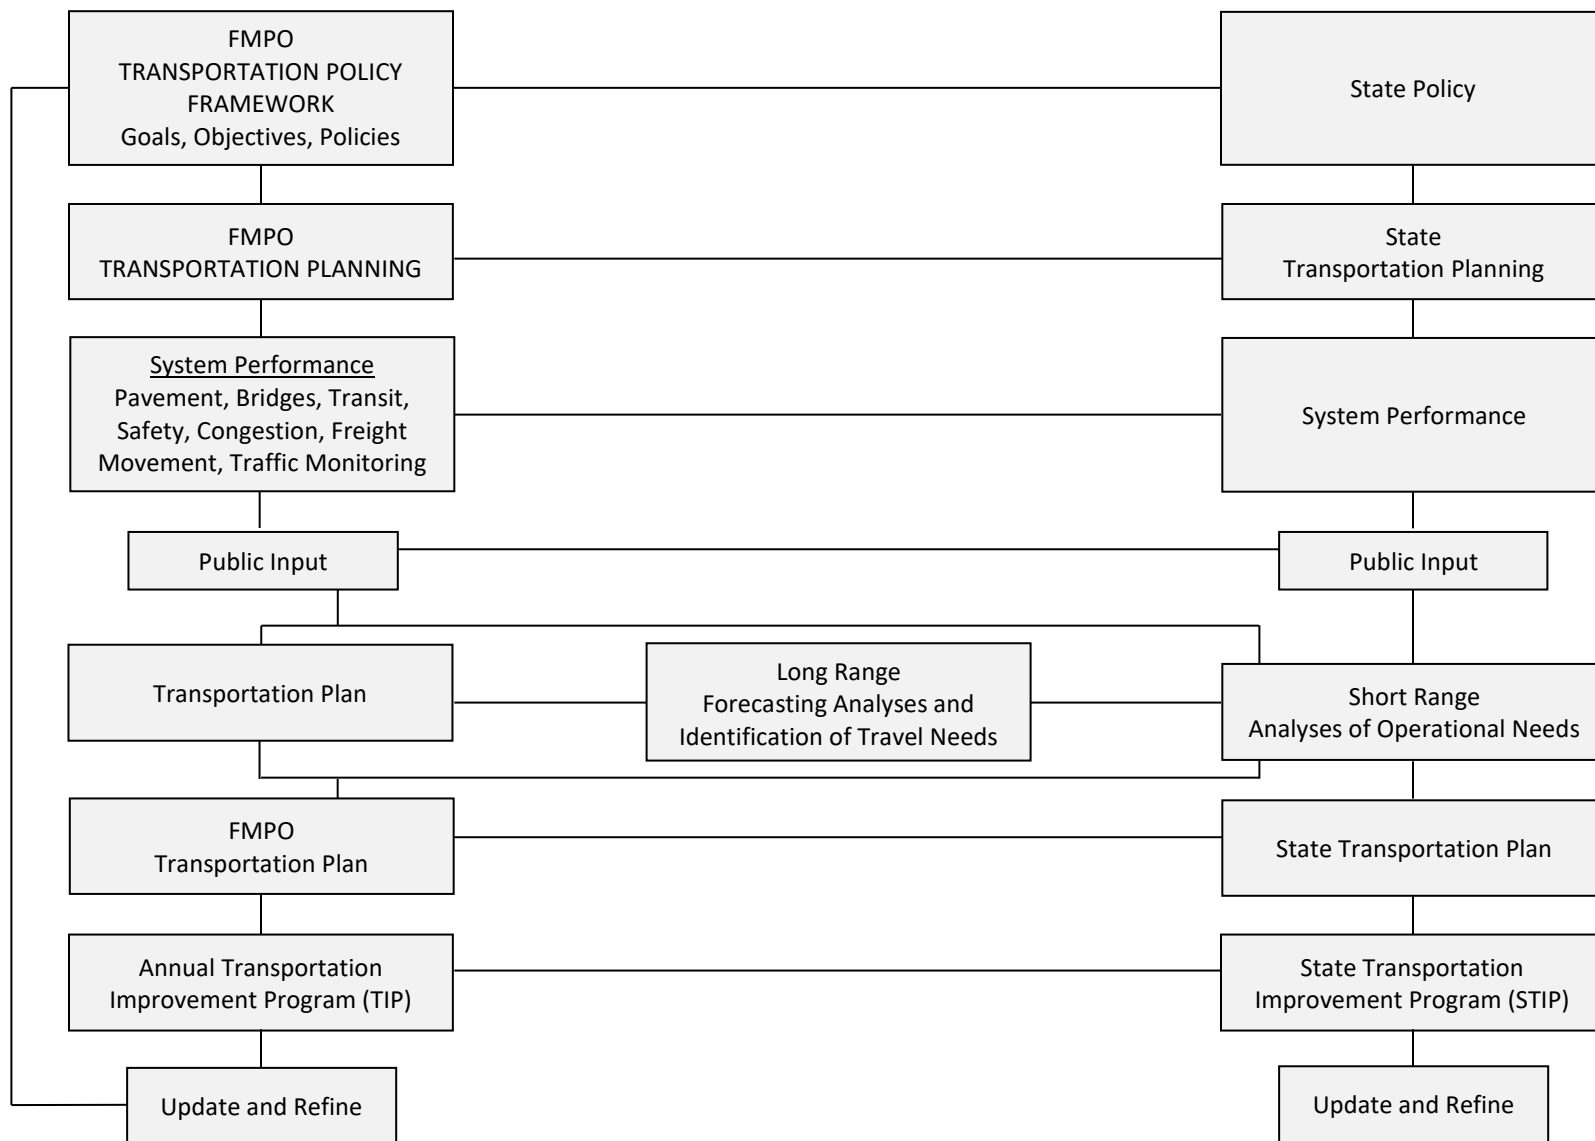 FMPO
TRANSPORTATION POLICY
FRAMEWORK
Goals, Objectives, Policies
State Policy
FMPO
TRANSPORTATION PLANNING
State
Transportation Planning
System Performance
Pavement, Bridges, Transit,
Safety, Congestion, Freight
Movement, Traffic Monitoring
System Performance
Public Input
Public Input
Transportation Plan
Long Range
Forecasting Analyses and
Identification of Travel Needs
Short Range
Analyses of Operational Needs
FMPO
Transportation Plan
State Transportation Plan
Annual Transportation
Improvement Program (TIP)
State Transportation
Improvement Program (STIP)
Update and Refine
Update and Refine